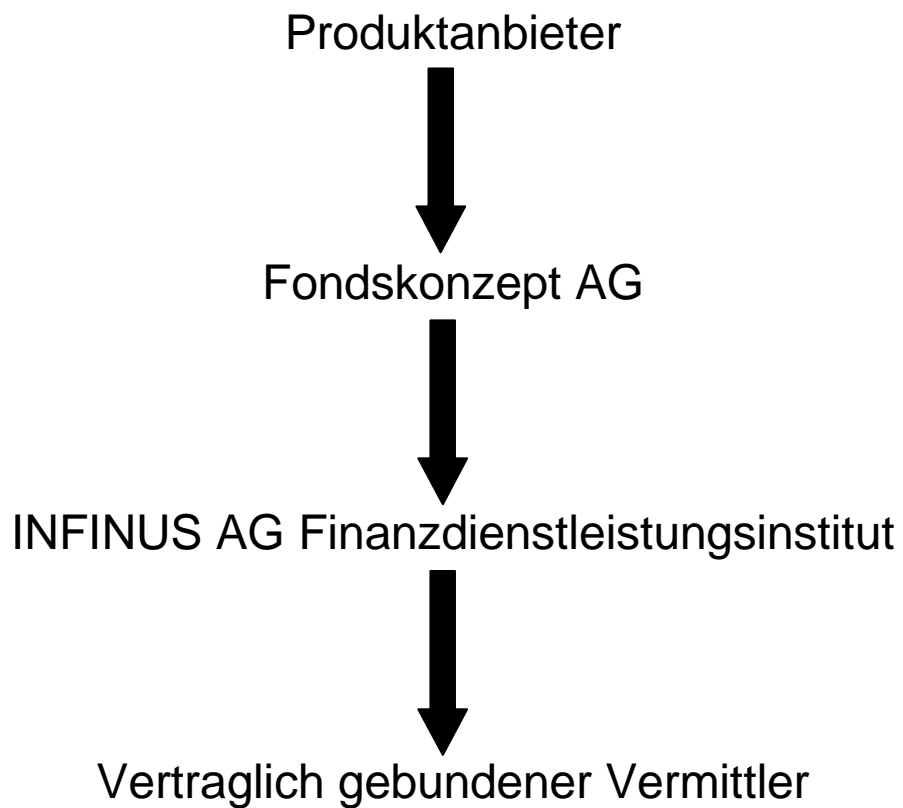 Produktanbieter
Fondskonzept AG
INFINUS AG Finanzdienstleistungsinstitut
Vertraglich gebundener Vermittler